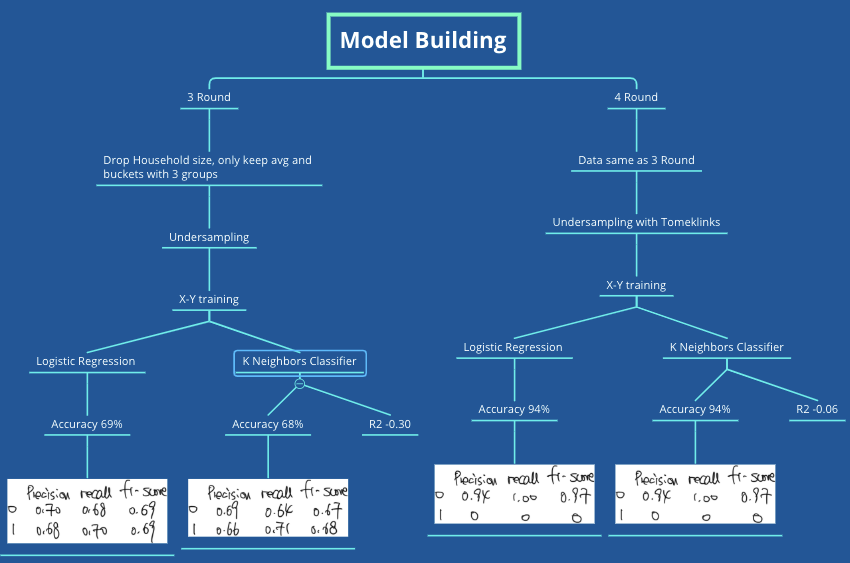 Model Building
3 Round
4 Round
Drop Household size, only keep avg and
buckets with 3 groups
Data same as 3 Round
Undersampling
Undersampling with Tomeklinks
X-Y training
X-Y training
Logistic Regression
K Neighbors Classifier
Logistic Regression
K Neighbors Classifier
Accuracy 69%
Accuracy 68%
R2 -0.30
Accuracy 94%
Accuracy 94%
R2 -0.06
Precision recall f1-score
0 0.70 0.68 0.69
1 0.68 0.70 0.69
Precision recall f1-score
0 0.69 0.64 0.67
1 0.66 0.71 0.68
Precision recall f1-score
0 0.94 1.00 0.97
1 0 0 0
Precision recall f1-score
0 0.94 1.00 0.97
1 0 0 0